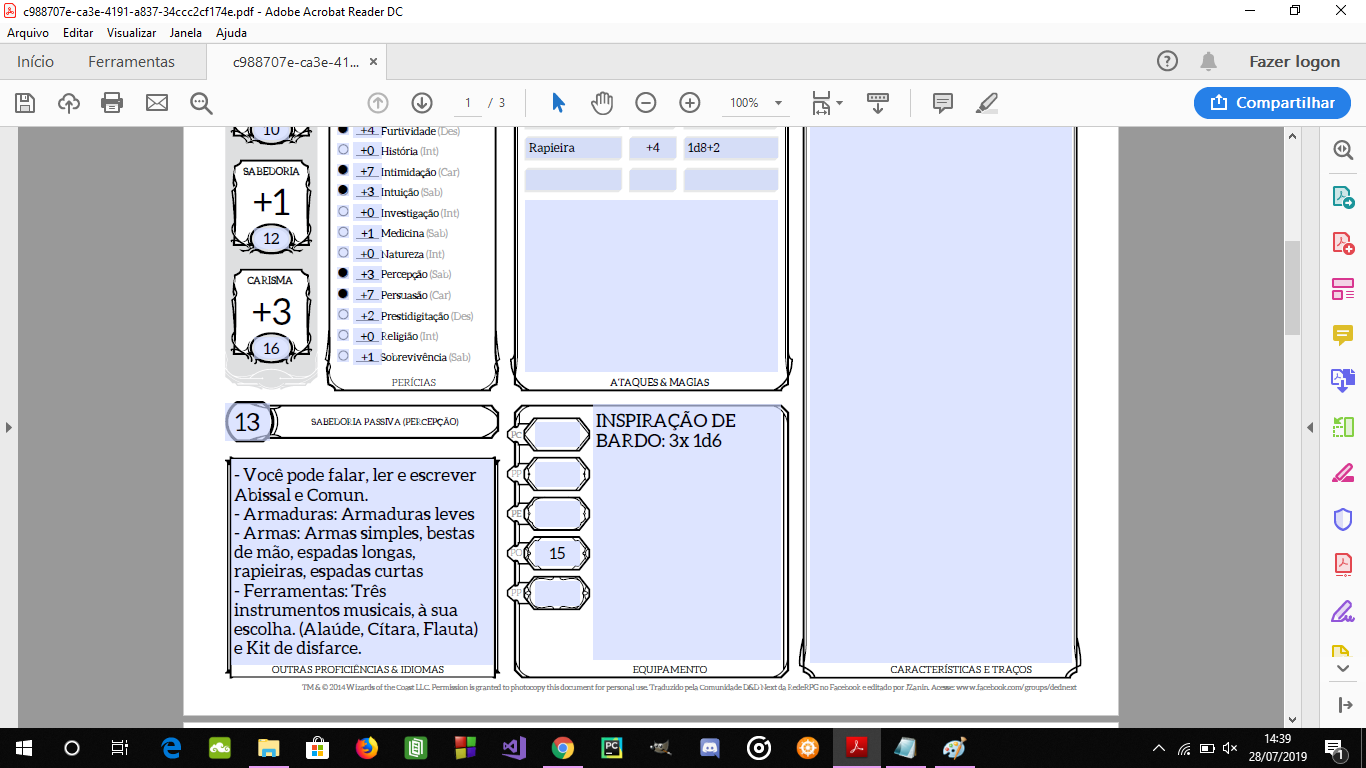 c988707e-ca3e-4191-a837-34ccc2cf174e.pdf - Adobe Acrobat Reader DC
Arquivo Editar Visualizar Janela Ajuda
Início Ferramentas c988707e-ca3e-41... × Fazer logon
1 / 3 100% Compartilhar
10
SABEDORIA
+1
12
CARISMA
+3
16
+4 Furtividade (Des)
+0 História (Int)
+7 Intimidação (Car)
+3 Intuição (Sab)
+0 Investigação (Int)
+1 Medicina (Sab)
+0 Natureza (Int)
+3 Percepção (Sab)
+7 Persuasão (Car)
+2 Prestidigitação (Des)
+0 Religião (Int)
+1 Sobrevivência (Sab)
PERÍCIAS
Rapieira +4 1d8+2
ATAQUES & MAGIAS
13 SABEDORIA PASSIVA (PERCEPÇÃO)
- Você pode falar, ler e escrever
Abissal e Comun.
- Armaduras: Armaduras leves
- Armas: Armas simples, bestas
de mão, espadas longas,
rapieiras, espadas curtas
- Ferramentas: Três
instrumentos musicais, à sua
escolha. (Alaúde, Cítara, Flauta)
e Kit de disfarce.
OUTRAS PROFICIÊNCIAS & IDIOMAS
PC
PP
PE
PO 15
PP
INSPIRAÇÃO DE
BARDO: 3x 1d6
EQUIPAMENTO
CARACTERÍSTICAS E TRAÇOS
TM & © 2014 Wizards of the Coast LLC. Permission is granted to photocopy this document for personal use. Traduzido pela Comunidade D&D Next da RedeRPG no Facebook e editado por JZanin. Acesse: www.facebook.com/groups/dednext
14:39
28/07/2019
1